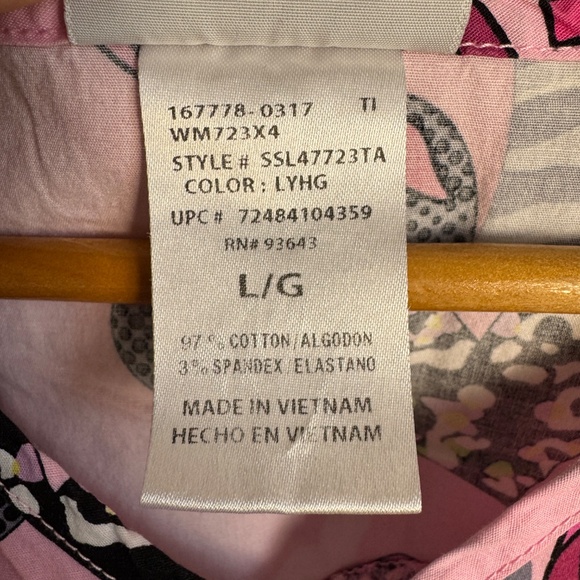 167778-0317 TI
WM723X4
STYLE # SSL47723TA
COLOR : LYHG
UPC # 72484104359
RN# 93643
L/G
97% COTTON/ALGODON
3% SPANDEX/ELASTANO
MADE IN VIETNAM
HECHO EN VIETNAM